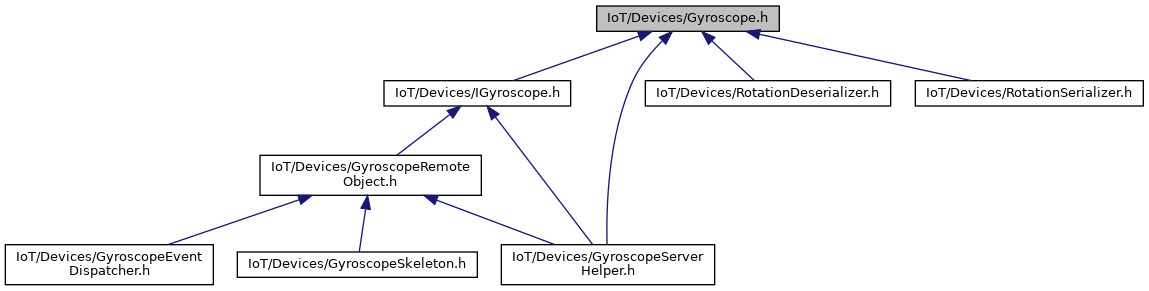 IoT/Devices/Gyroscope.h
IoT/Devices/IGyroscope.h
IoT/Devices/RotationDeserializer.h
IoT/Devices/RotationSerializer.h
IoT/Devices/GyroscopeRemote
Object.h
IoT/Devices/GyroscopeEvent
Dispatcher.h
IoT/Devices/GyroscopeSkeleton.h
IoT/Devices/GyroscopeServer
Helper.h